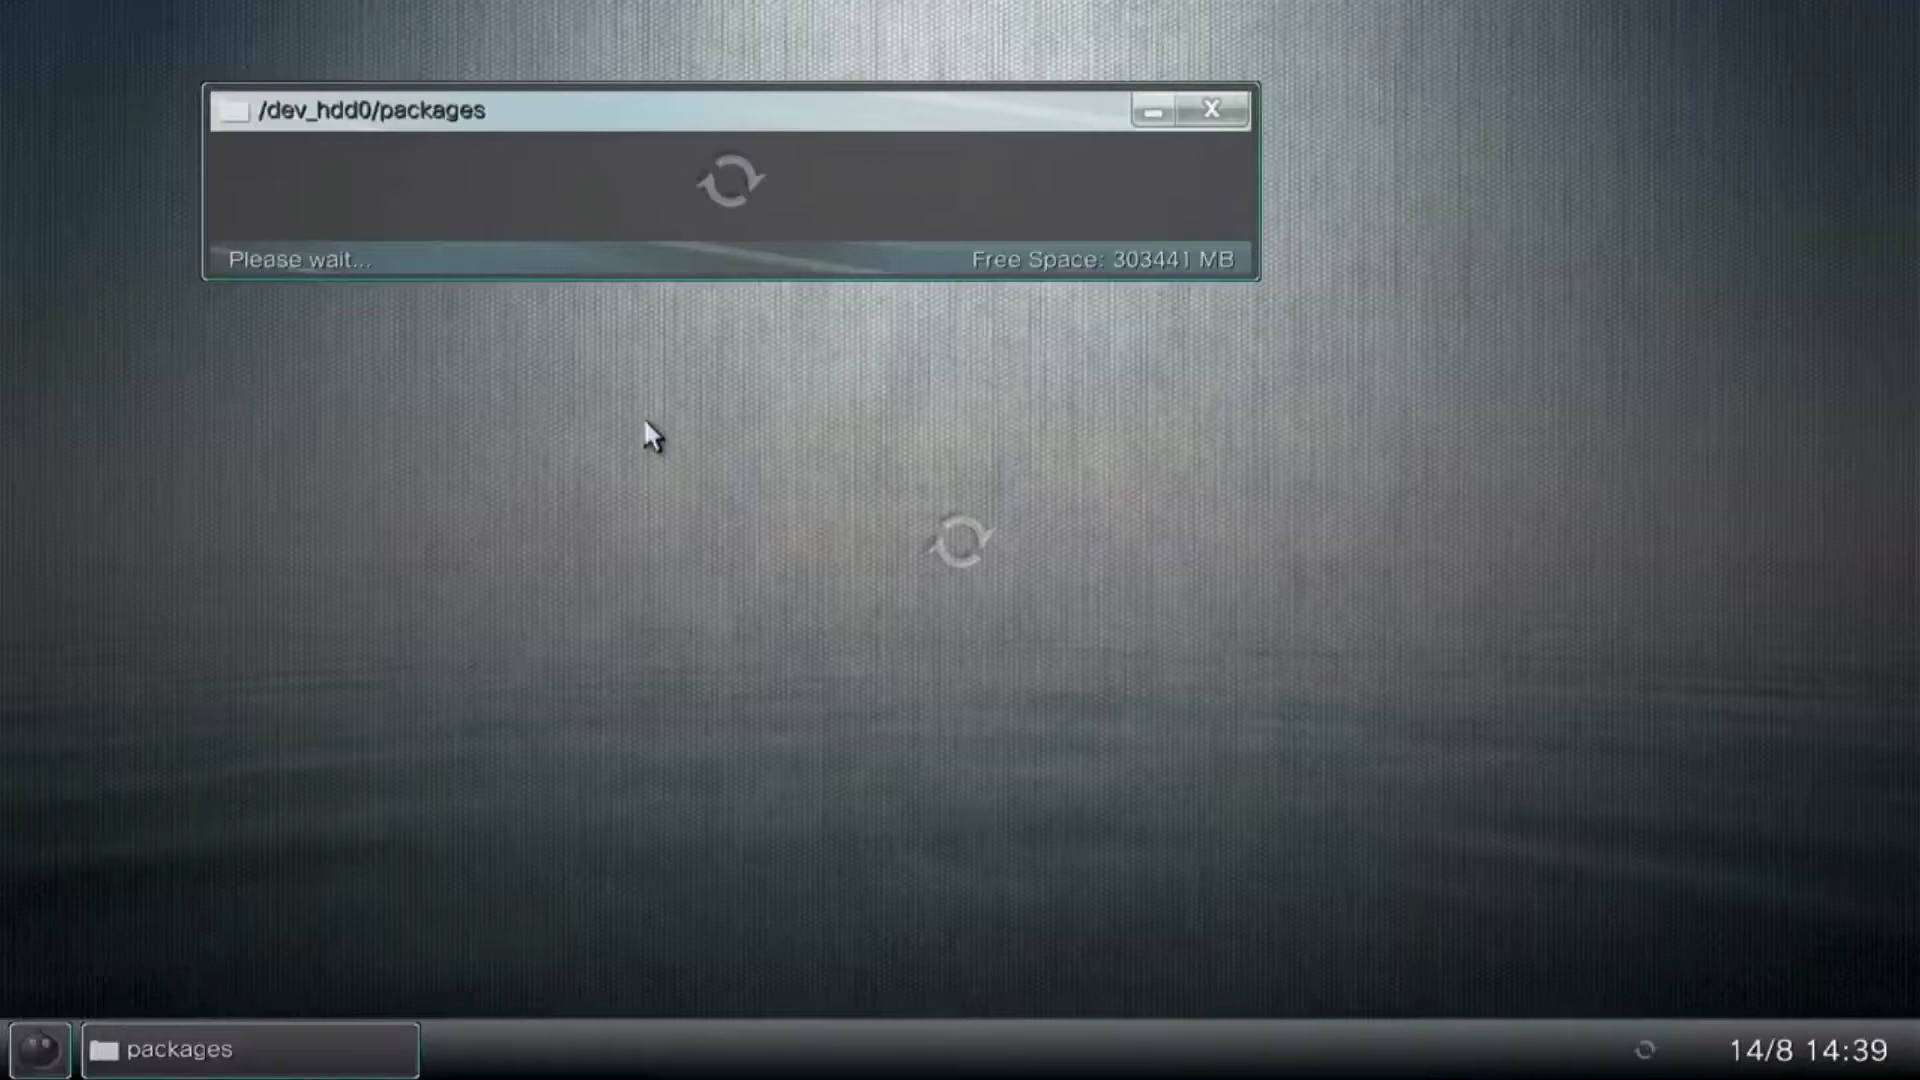 /dev_hdd0/packages
X
Please wait...
Free Space: 303441 MB
packages
14/8 14:39